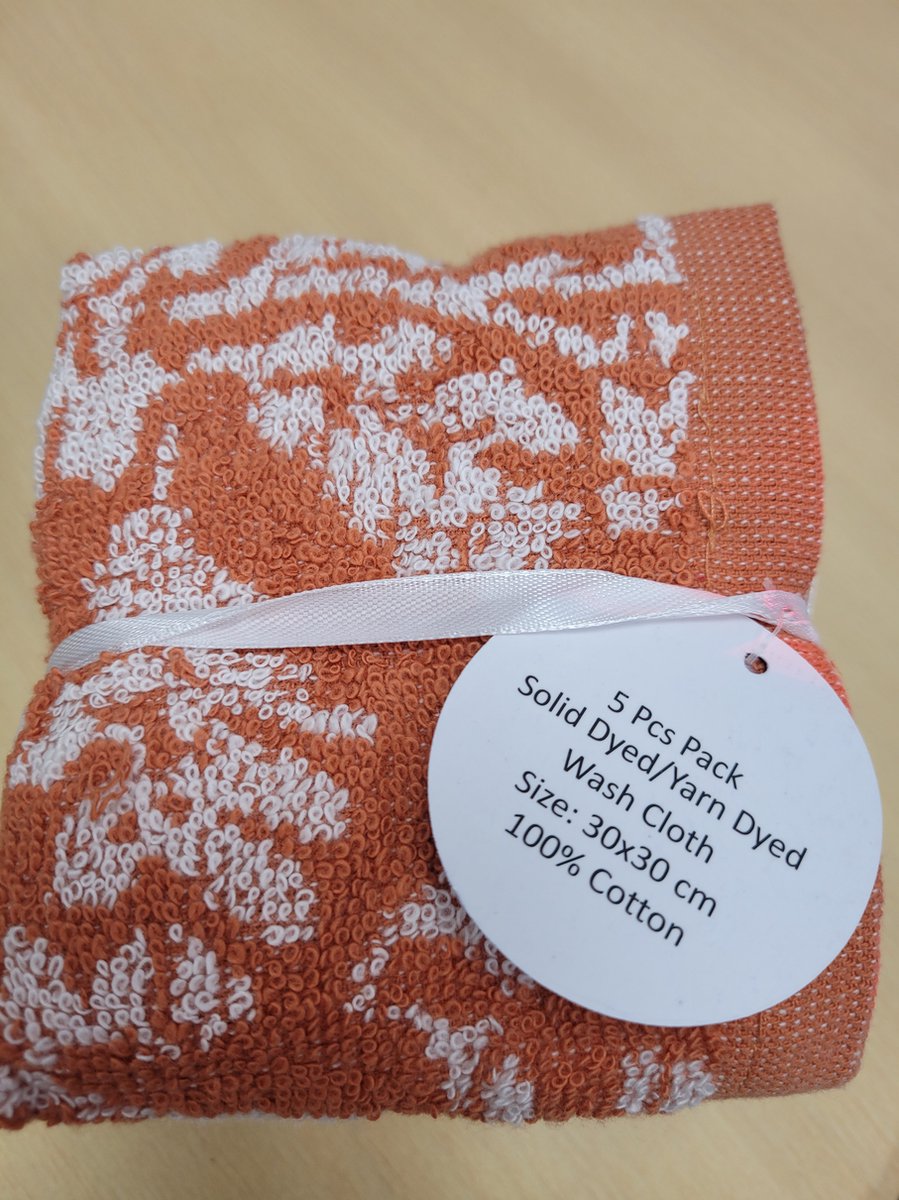 5 Pcs Pack
Solid Dyed/Yarn Dyed
Wash Cloth
Size: 30x30 cm
100% Cotton